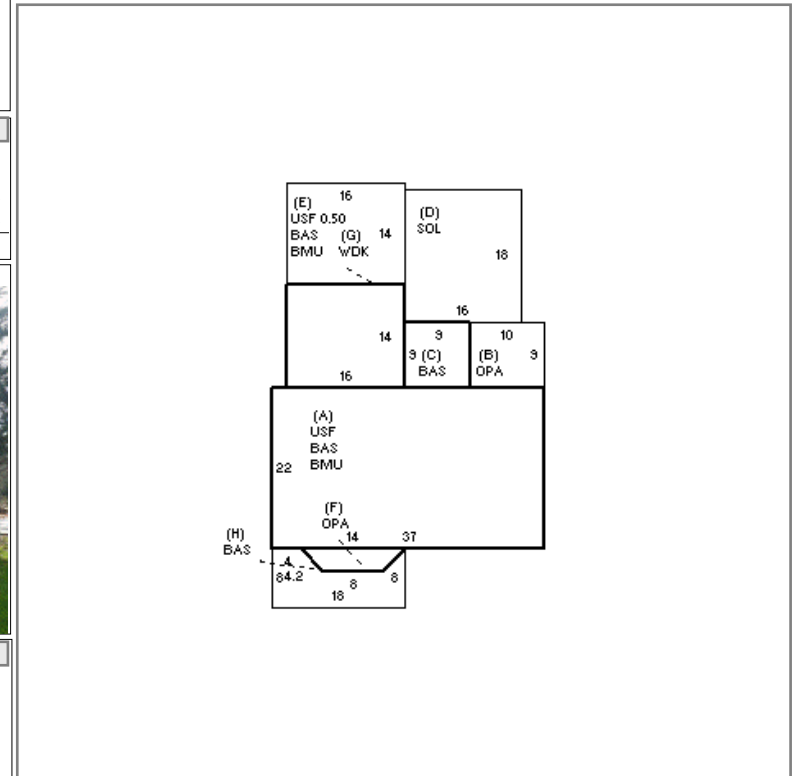 16
(E)
USF 0.50
BAS (G) 14
BMU WDK
(D)
SOL
18
16
14
16
9
9 (C)
BAS
10
(B) 9
OPA
(A)
USF
BAS
BMU
22
(F)
OPA
14 37
(H)
BAS
4
84.2
8
8
18